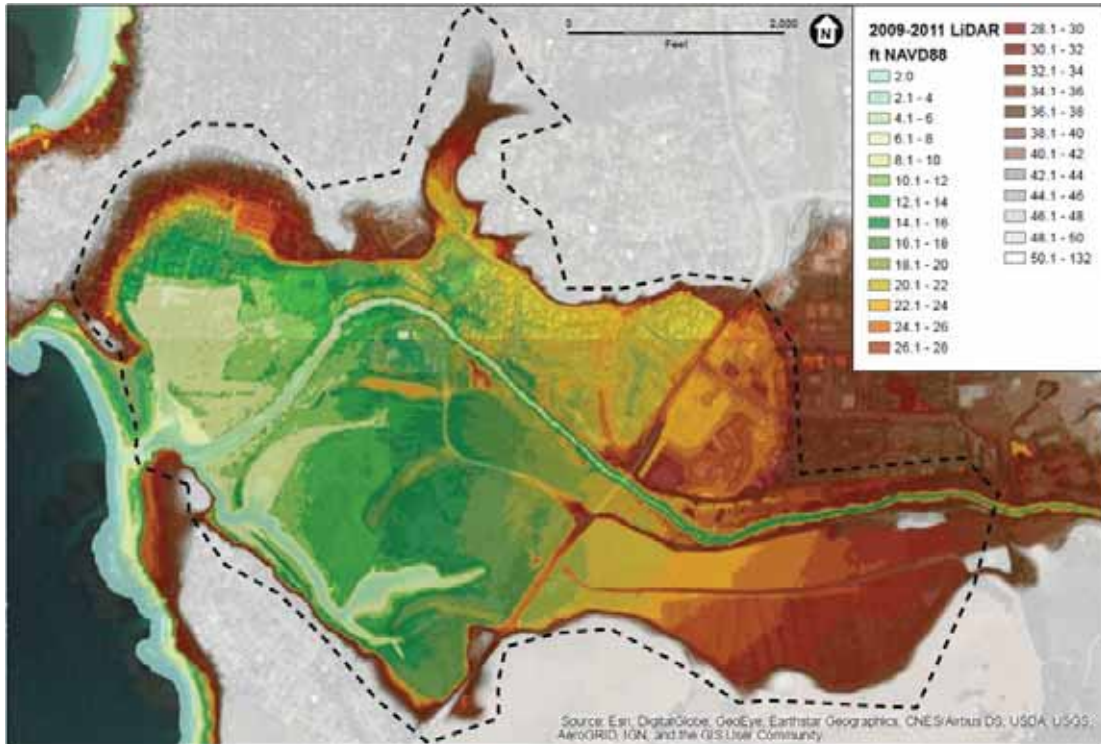 0 2,000
Feet
N
2009-2011 LiDAR
ft NAVD88
2.0
2.1 - 4
4.1 - 6
6.1 - 8
8.1 - 10
10.1 - 12
12.1 - 14
14.1 - 16
16.1 - 18
18.1 - 20
20.1 - 22
22.1 - 24
24.1 - 26
26.1 - 28
28.1 - 30
30.1 - 32
32.1 - 34
34.1 - 36
36.1 - 38
38.1 - 40
40.1 - 42
42.1 - 44
44.1 - 46
46.1 - 48
48.1 - 50
50.1 - 132
Source: Esri, DigitalGlobe, GeoEye, Earthstar Geographics, CNES/Airbus DS, USDA, USGS,
AeroGRID, IGN, and the GIS User Community